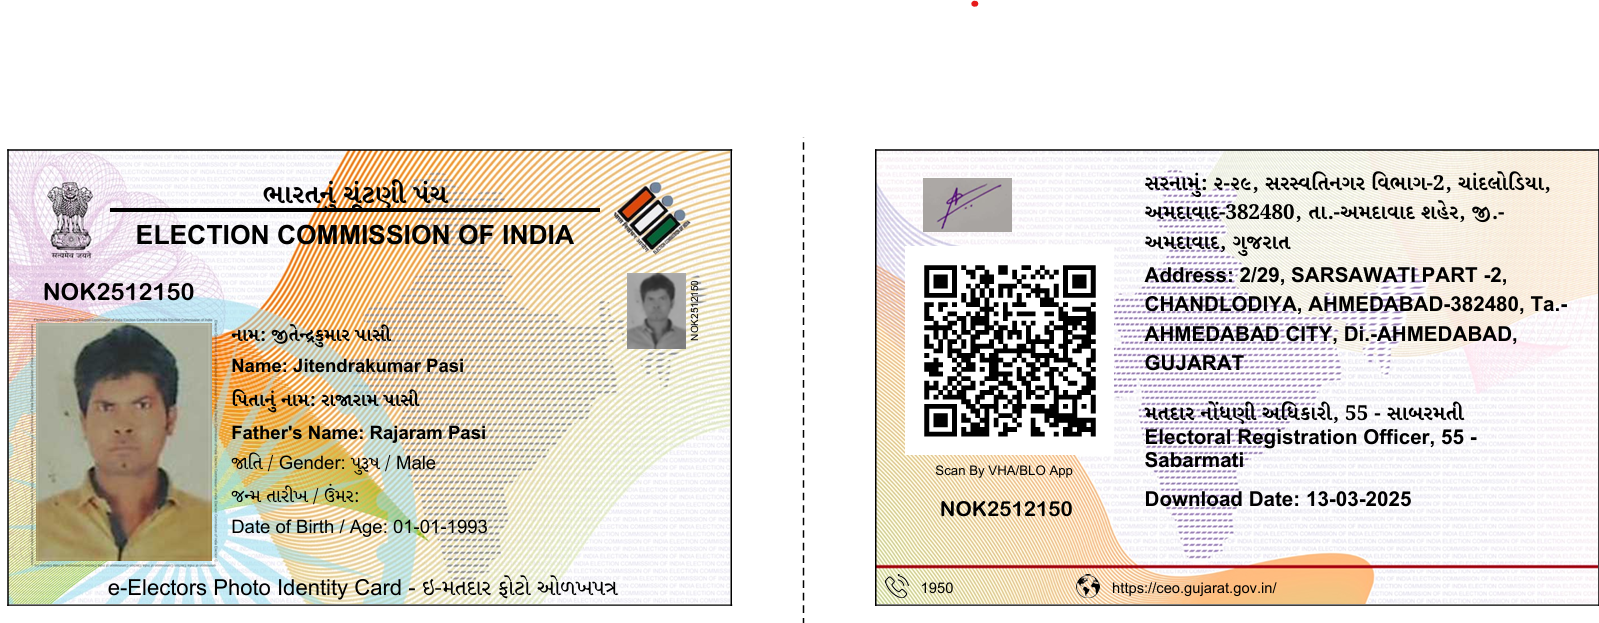 ભારતનું ચૂંટણી પંચ
ELECTION COMMISSION OF INDIA
सत्यमेव जयते
NOK2512150
NOK2512150
નામ: જીતેન્દ્રકુમાર પાસી
Name: Jitendrakumar Pasi
પિતાનું નામ: રાજારામ પાસી
Father's Name: Rajaram Pasi
જાતિ / Gender: પુરૂષ / Male
જન્મ તારીખ / ઉંમર:
Date of Birth / Age: 01-01-1993
e-Electors Photo Identity Card - ઇ-મતદાર ફોટો ઓળખપત્ર
સરનામું: ૨-૨૯, સરસ્વતિનગર વિભાગ-2, ચાંદલોડિયા,
અમદાવાદ-382480, તા.-અમદાવાદ શહેર, જી.-
અમદાવાદ, ગુજરાત
Address: 2/29, SARSAWATI PART -2,
CHANDLODIYA, AHMEDABAD-382480, Ta.-
AHMEDABAD CITY, Di.-AHMEDABAD,
GUJARAT
મતદાર નોંધણી અધિકારી, 55 - સાબરમતી
Electoral Registration Officer, 55 -
Sabarmati
Download Date: 13-03-2025
Scan By VHA/BLO App
NOK2512150
1950
https://ceo.gujarat.gov.in/